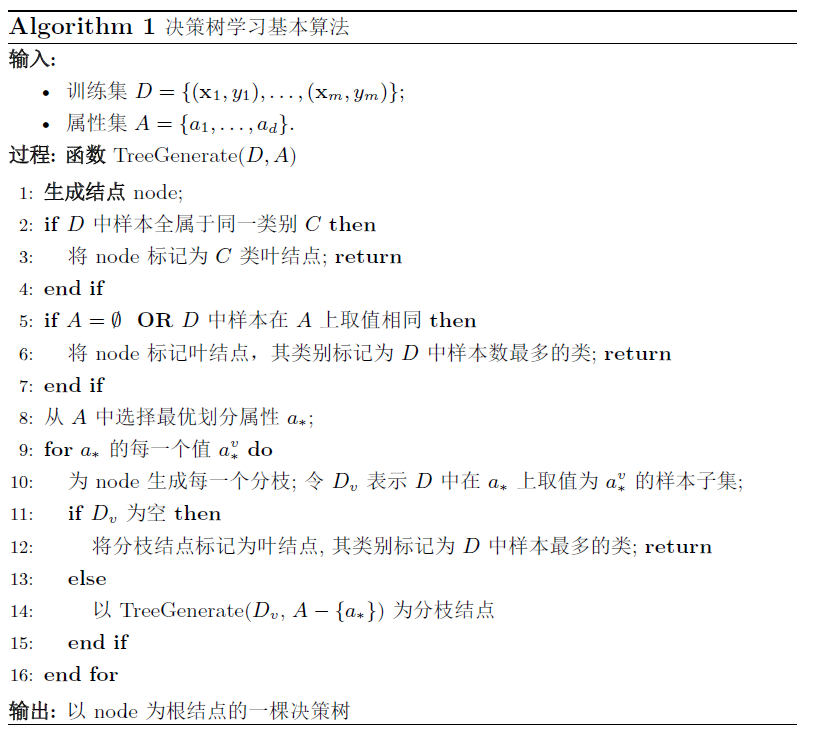 Algorithm 1 决策树学习基本算法
输入:
• 训练集 D = {(x₁, y₁), . . . , (xₘ, yₘ)};
• 属性集 A = {a₁, . . . , a_d}.
过程: 函数 TreeGenerate(D, A)
1: 生成结点 node;
2: if D 中样本全属于同一类别 C then
3: 将 node 标记为 C 类叶结点; return
4: end if
5: if A = ∅ OR D 中样本在 A 上取值相同 then
6: 将 node 标记叶结点，其类别标记为 D 中样本数最多的类; return
7: end if
8: 从 A 中选择最优划分属性 a_*;
9: for a_* 的每一个值 a_*^v do
10: 为 node 生成每一个分枝; 令 D_v 表示 D 中在 a_* 上取值为 a_*^v 的样本子集;
11: if D_v 为空 then
12: 将分枝结点标记为叶结点, 其类别标记为 D 中样本最多的类; return
13: else
14: 以 TreeGenerate(D_v, A − {a_*}) 为分枝结点
15: end if
16: end for
输出: 以 node 为根结点的一棵决策树